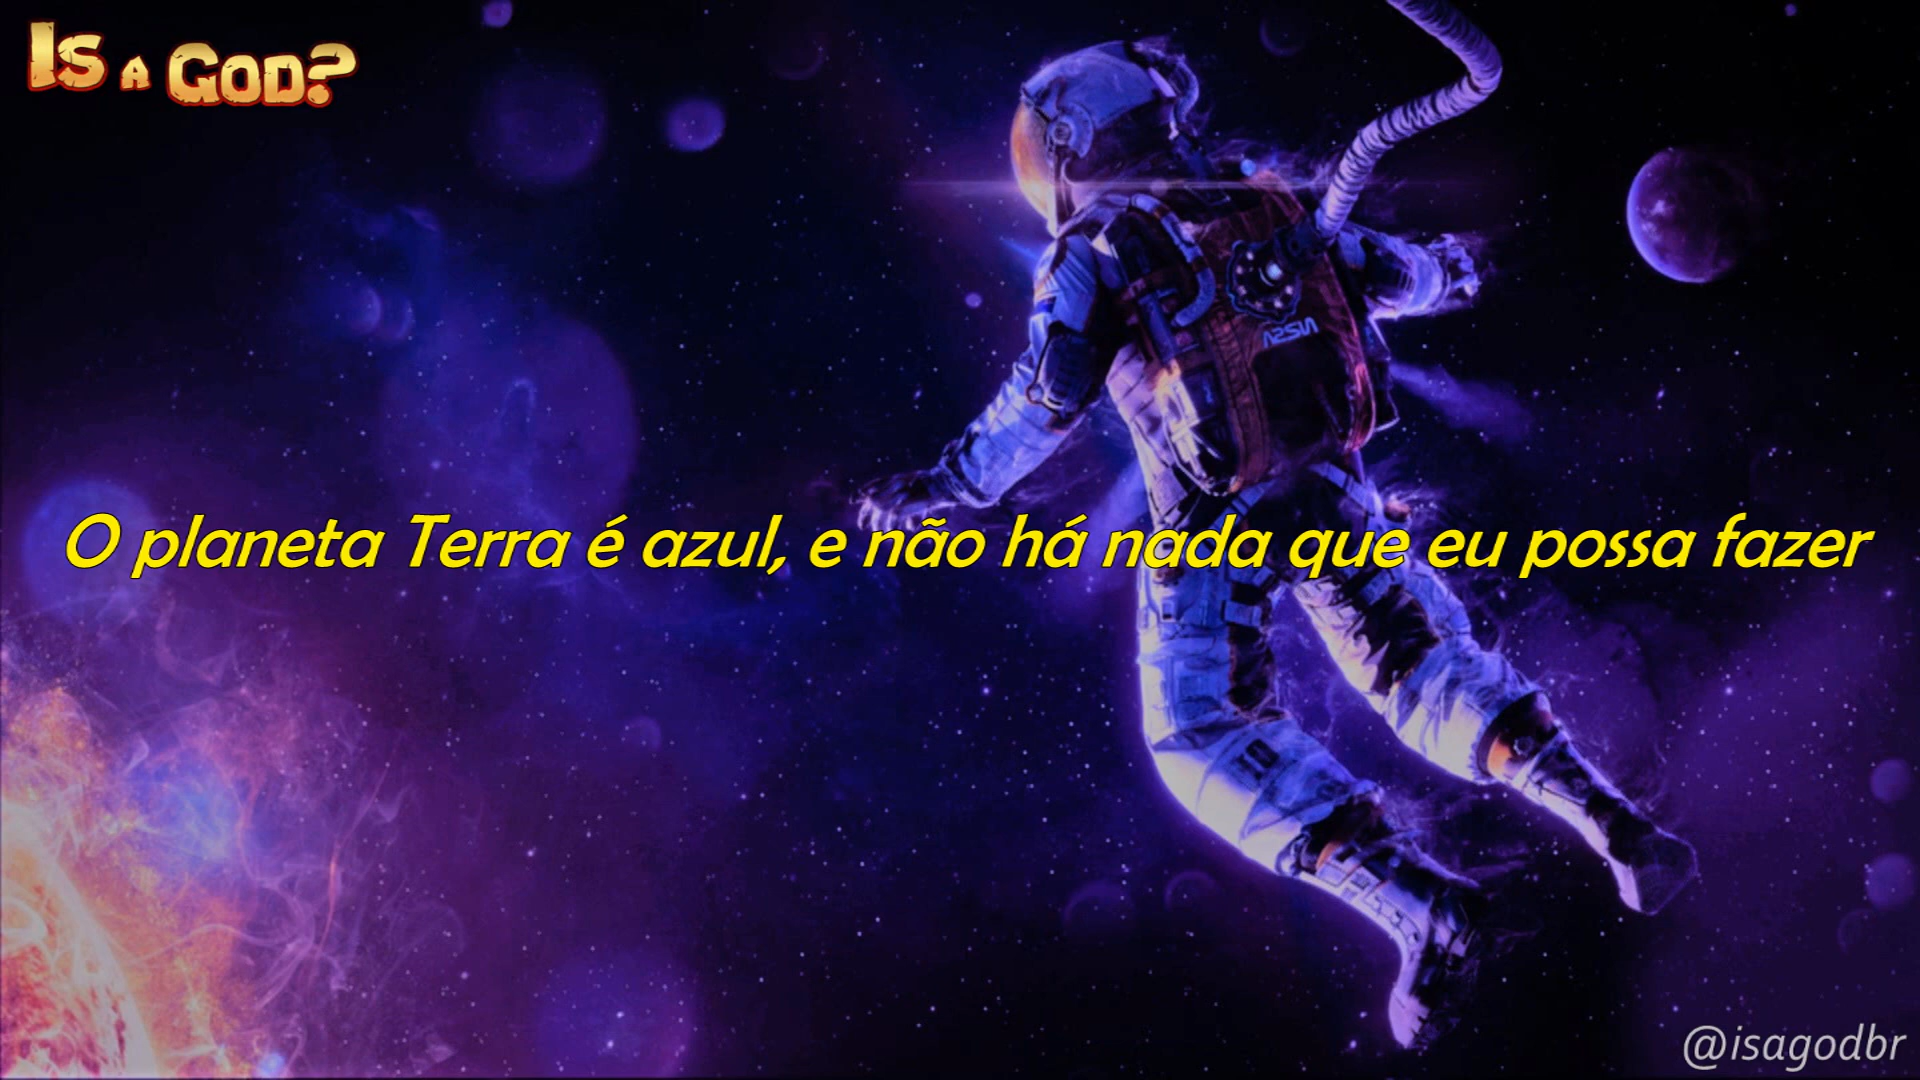 Is a God?
O planeta Terra é azul, e não há nada que eu possa fazer
@isagodbr